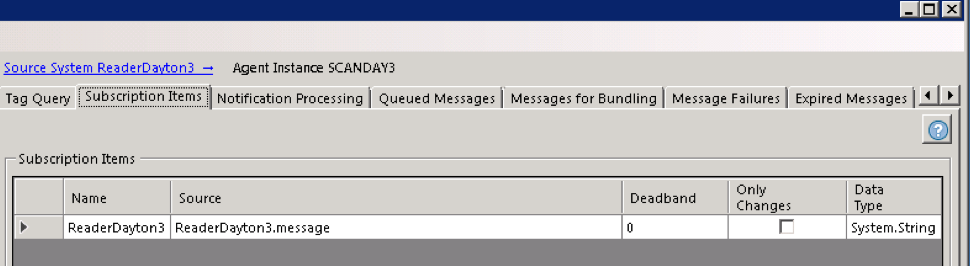 Source System ReaderDayton3 → Agent Instance SCANDAY3
Tag Query Subscription Items Notification Processing Queued Messages Messages for Bundling Message Failures Expired Messages
Subscription Items
Name Source Deadband Only Changes Data Type
ReaderDayton3 ReaderDayton3.message 0 System.String